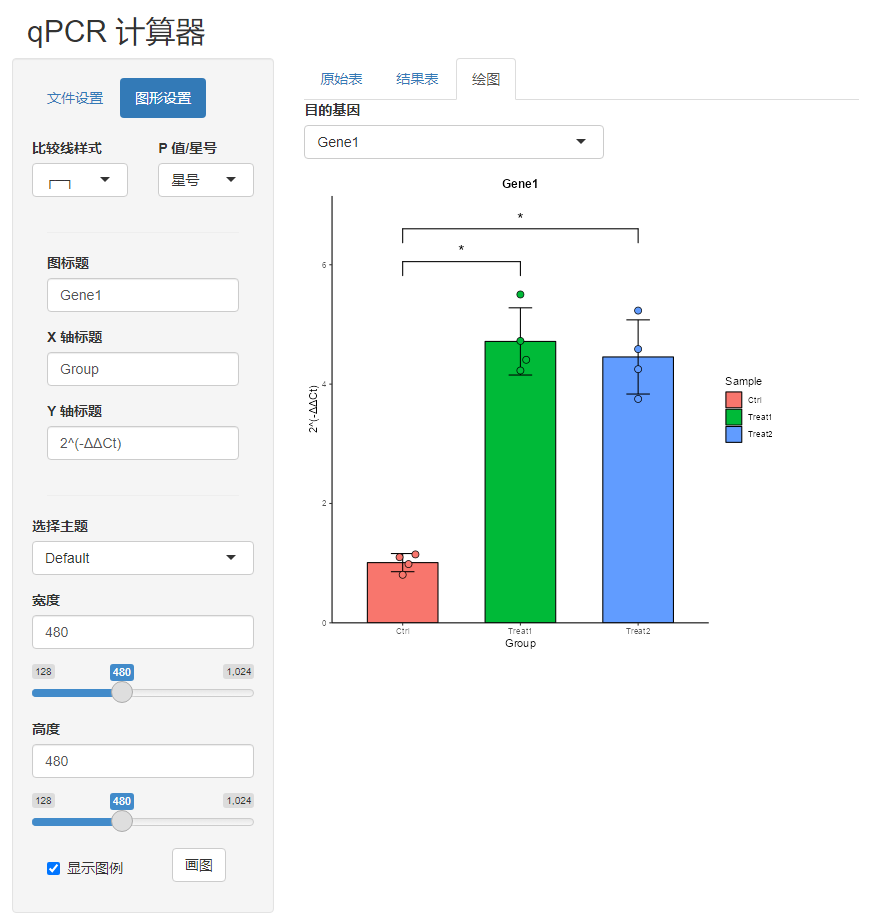 qPCR 计算器
文件设置 图形设置
比较线样式 P 值/星号
星号
图标题
Gene1
X 轴标题
Group
Y 轴标题
2^(-ΔΔCt)
选择主题
Default
宽度
480
128 480 1,024
高度
480
128 480 1,024
显示图例 画图
原始表 结果表 绘图
目的基因
Gene1
Gene1
*
*
6
4
2
0
2^(-ΔΔCt)
Ctrl Treat1 Treat2
Group
Sample
Ctrl
Treat1
Treat2